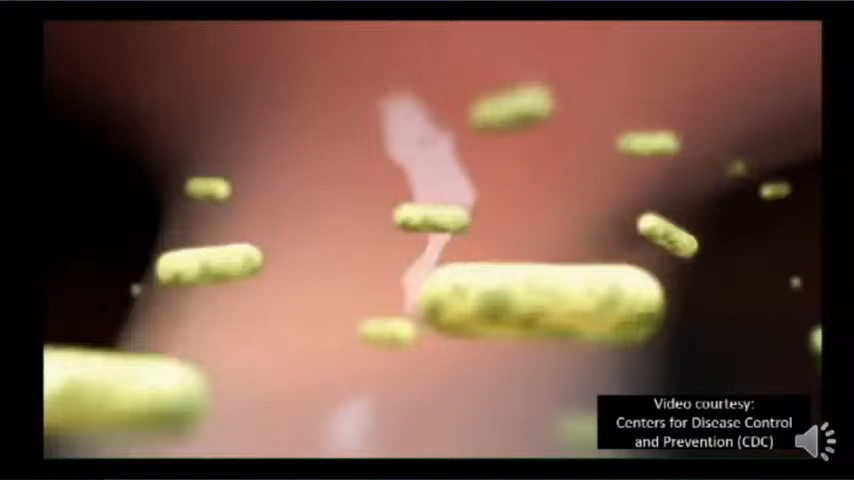 Video courtesy:
Centers for Disease Control
and Prevention (CDC)